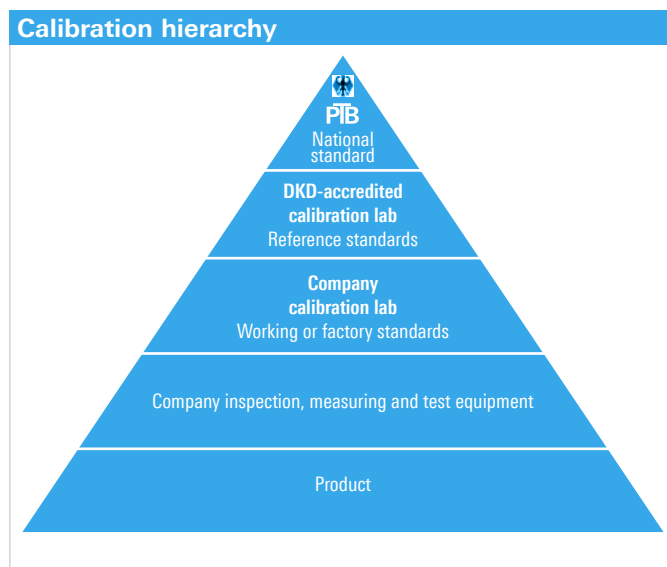 Calibration hierarchy
PTB
National
standard
DKD-accredited
calibration lab
Reference standards
Company
calibration lab
Working or factory standards
Company inspection, measuring and test equipment
Product